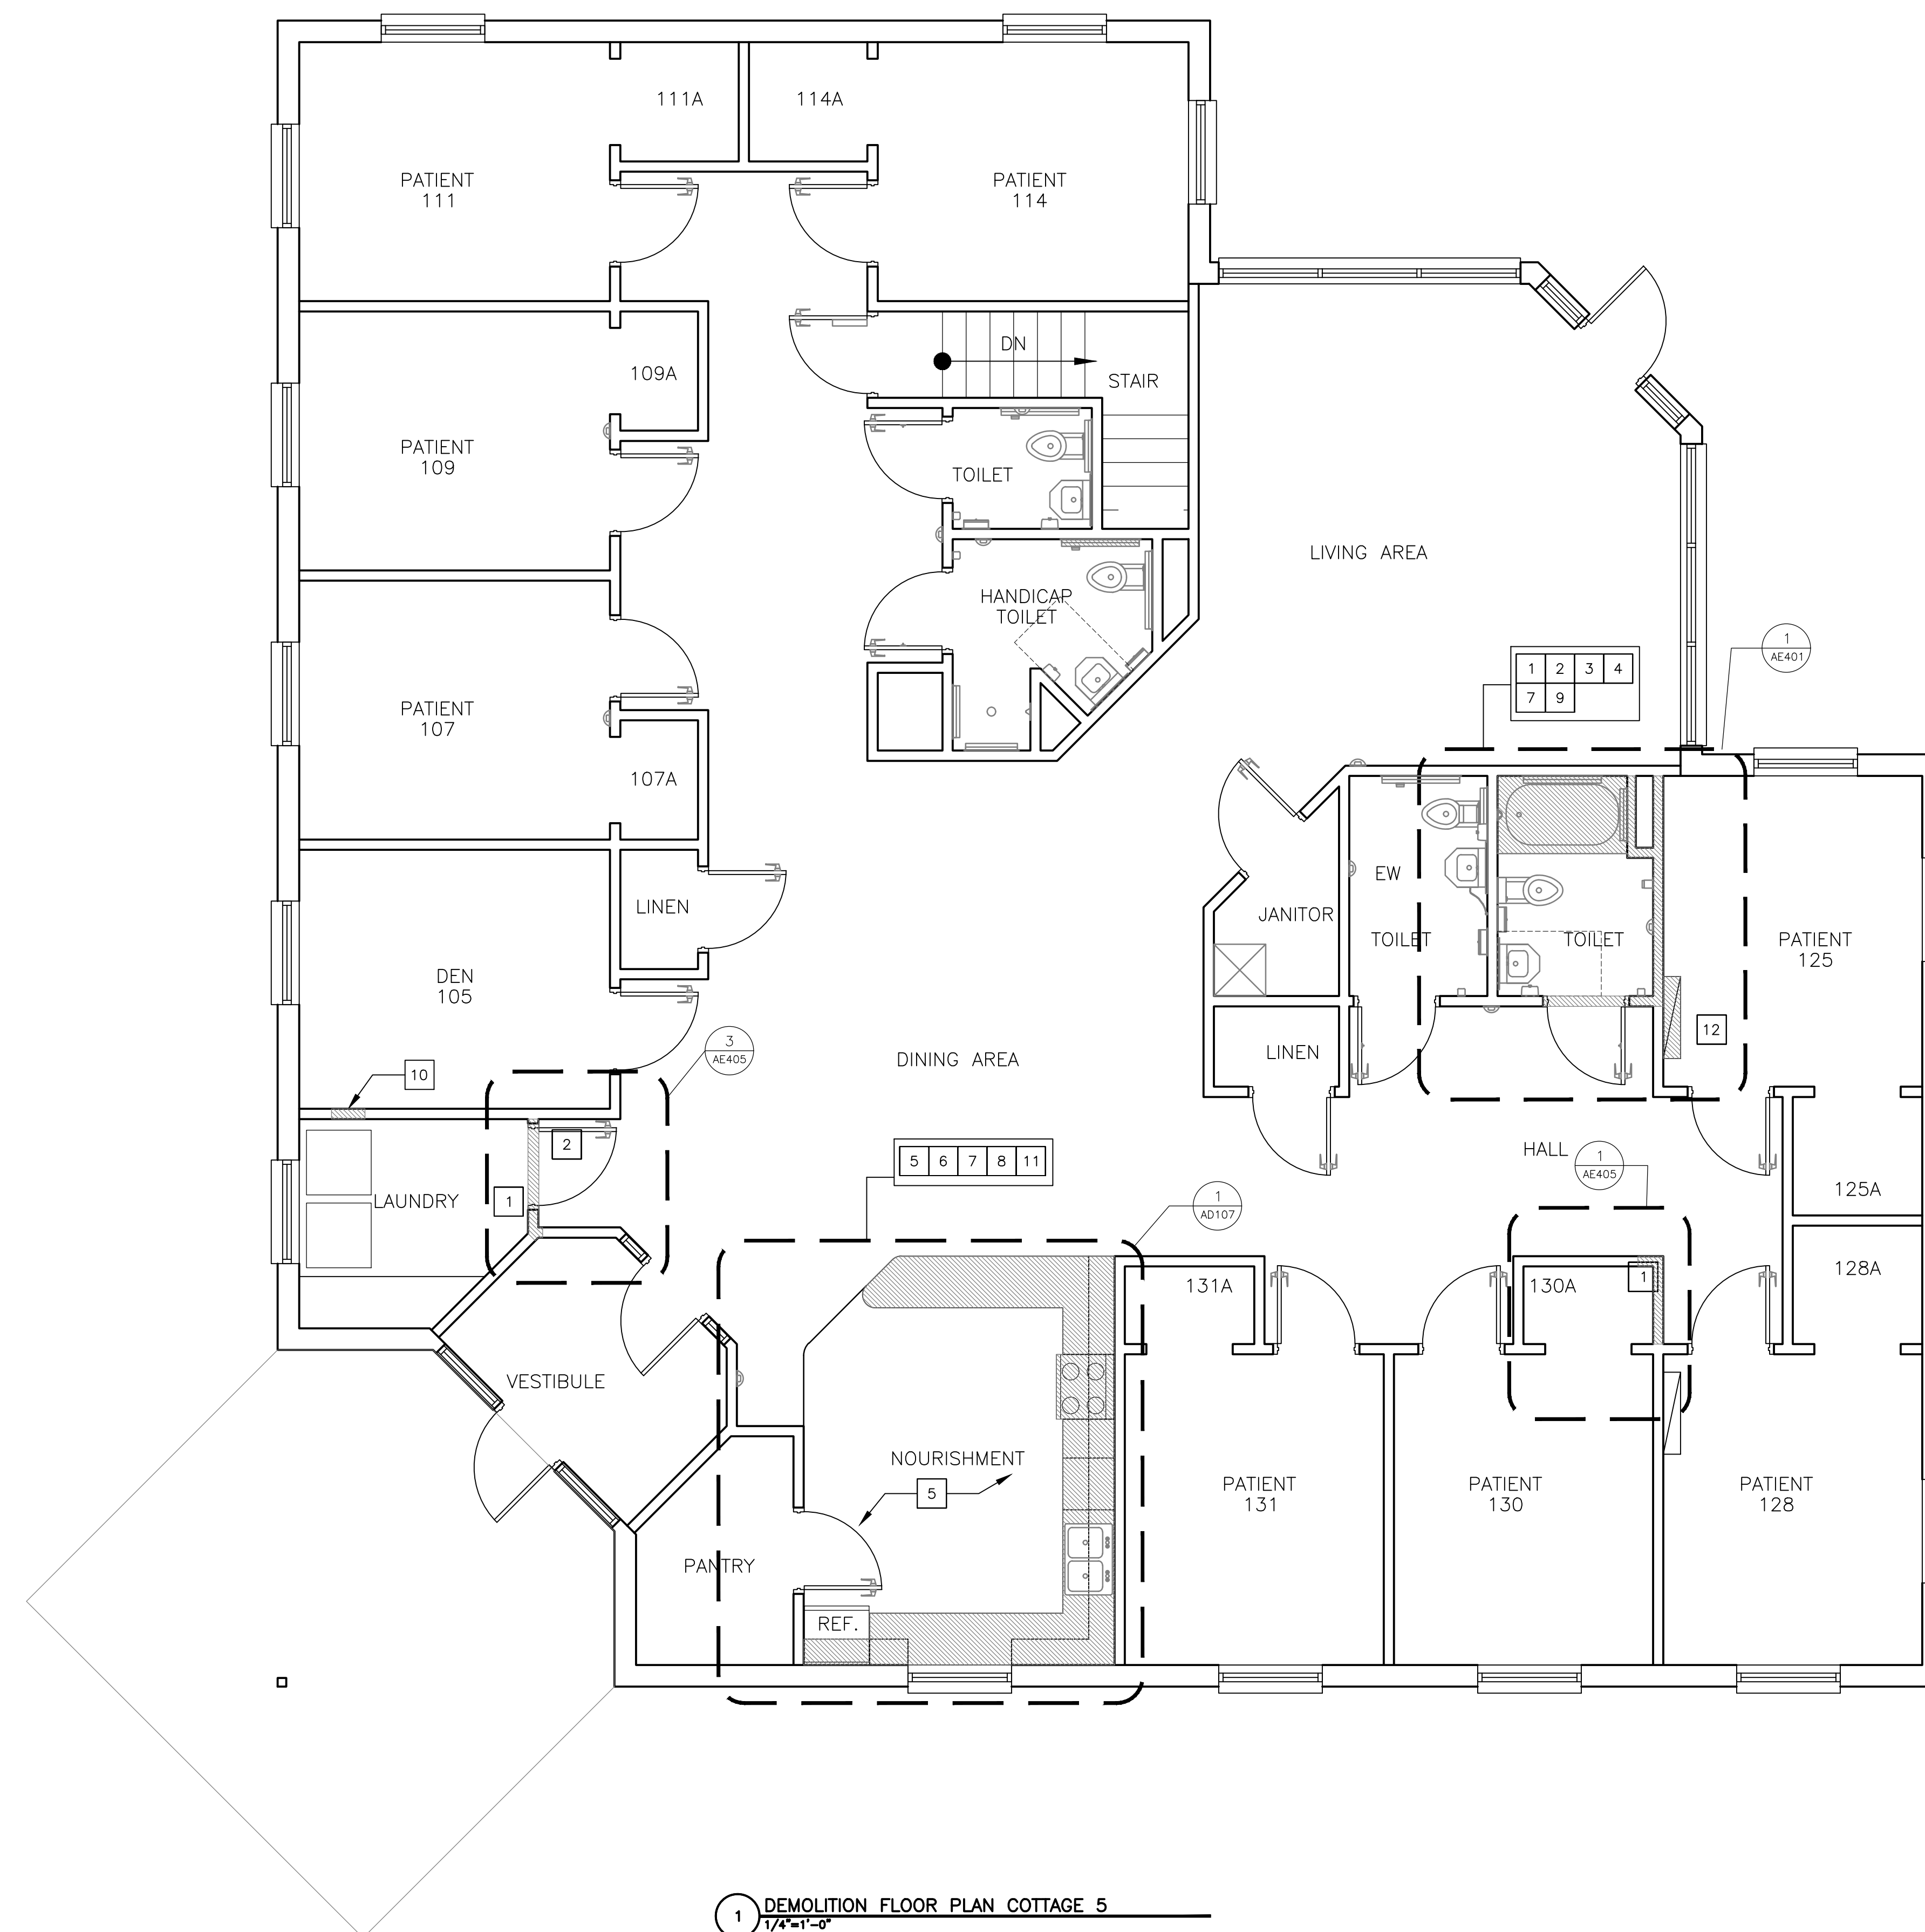 111A
114A
PATIENT
111
PATIENT
114
DN
STAIR
109A
PATIENT
109
TOILET
LIVING AREA
HANDICAP
TOILET
1
AE401
1 2 3 4
7 9
PATIENT
107
107A
EW
TOILET
JANITOR
TOILET
PATIENT
125
LINEN
DEN
105
12
LINEN
3
AE405
DINING AREA
10
2
HALL
1
AE405
5 6 7 8 11
125A
LAUNDRY
1
1
AD107
128A
131A
130A
1
VESTIBULE
NOURISHMENT
5
PATIENT
131
PATIENT
130
PATIENT
128
PANTRY
REF.
1
DEMOLITION FLOOR PLAN COTTAGE 5
1/4"=1'-0"